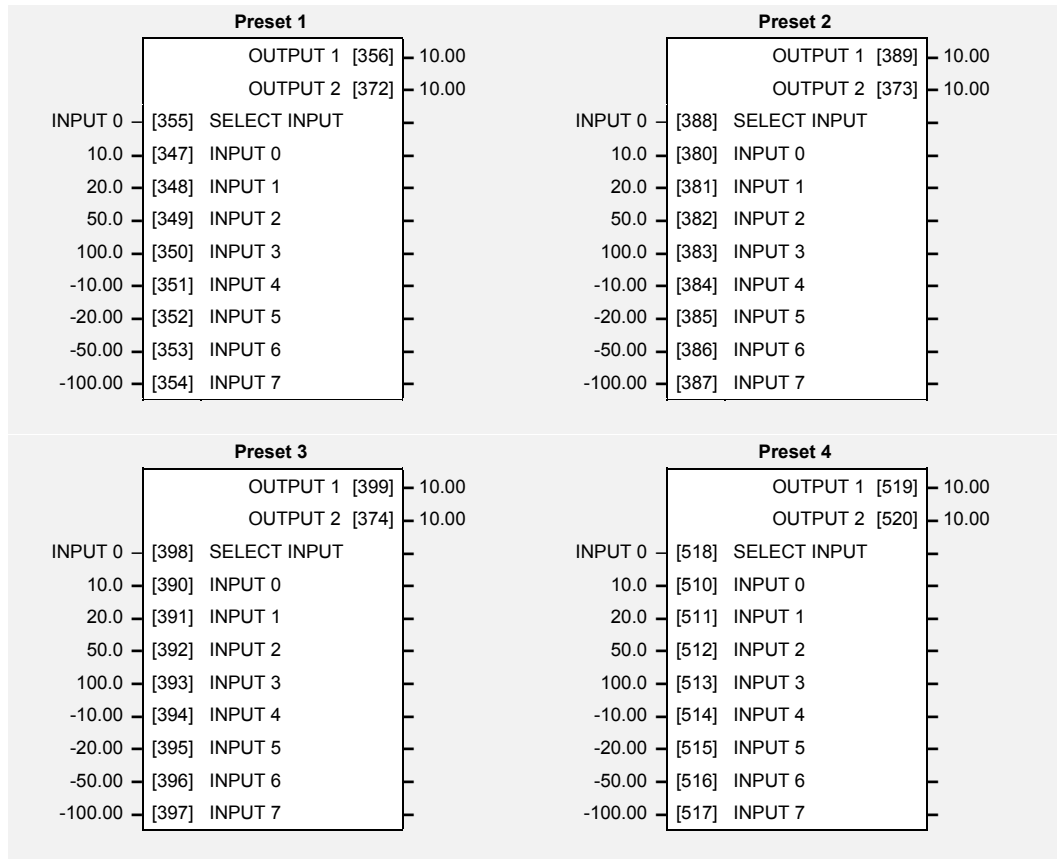 Preset 1
OUTPUT 1 [356] 10.00
OUTPUT 2 [372] 10.00
INPUT 0 [355] SELECT INPUT
10.0 [347] INPUT 0
20.0 [348] INPUT 1
50.0 [349] INPUT 2
100.0 [350] INPUT 3
-10.00 [351] INPUT 4
-20.00 [352] INPUT 5
-50.00 [353] INPUT 6
-100.00 [354] INPUT 7
Preset 2
OUTPUT 1 [389] 10.00
OUTPUT 2 [373] 10.00
INPUT 0 [388] SELECT INPUT
10.0 [380] INPUT 0
20.0 [381] INPUT 1
50.0 [382] INPUT 2
100.0 [383] INPUT 3
-10.00 [384] INPUT 4
-20.00 [385] INPUT 5
-50.00 [386] INPUT 6
-100.00 [387] INPUT 7
Preset 3
OUTPUT 1 [399] 10.00
OUTPUT 2 [374] 10.00
INPUT 0 [398] SELECT INPUT
10.0 [390] INPUT 0
20.0 [391] INPUT 1
50.0 [392] INPUT 2
100.0 [393] INPUT 3
-10.00 [394] INPUT 4
-20.00 [395] INPUT 5
-50.00 [396] INPUT 6
-100.00 [397] INPUT 7
Preset 4
OUTPUT 1 [519] 10.00
OUTPUT 2 [520] 10.00
INPUT 0 [518] SELECT INPUT
10.0 [510] INPUT 0
20.0 [511] INPUT 1
50.0 [512] INPUT 2
100.0 [513] INPUT 3
-10.00 [514] INPUT 4
-20.00 [515] INPUT 5
-50.00 [516] INPUT 6
-100.00 [517] INPUT 7